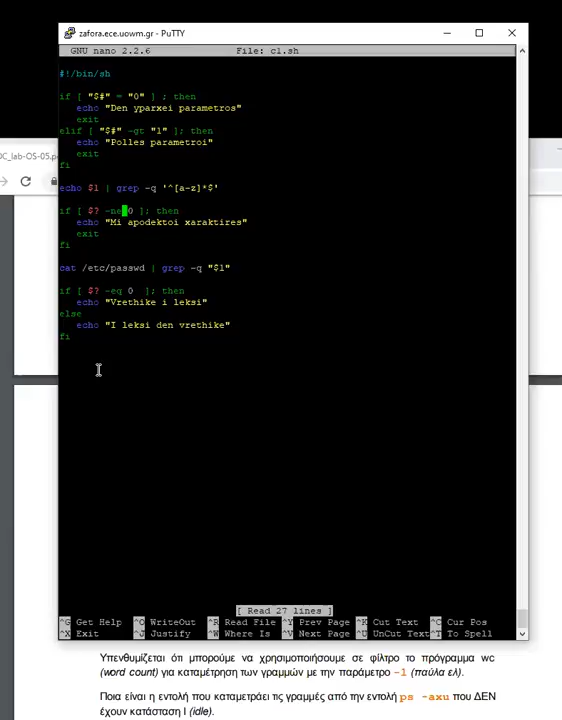 zafora.ece.uowm.gr - PuTTY
GNU nano 2.2.6 File: c1.sh
#!/bin/sh
if [ "$#" = "0" ] ; then
echo "Den yparxei parametros"
exit
elif [ "$#" -gt "1" ]; then
echo "Polles parametroi"
exit
fi
echo $1 | grep -q '^[a-z]*$'
if [ $? -ne 0 ]; then
echo "Mi apodektoi xaraktires"
exit
fi
cat /etc/passwd | grep -q "$1"
if [ $? -eq 0 ]; then
echo "Vrethike i leksi"
else
echo "I leksi den vrethike"
fi
[ Read 27 lines ]
^G Get Help ^O WriteOut ^R Read File ^Y Prev Page ^K Cut Text ^C Cur Pos
^X Exit ^J Justify ^W Where Is ^V Next Page ^U UnCut Text ^T To Spell
OC_lab-OS-05.p
Υπενθυμίζεται ότι μπορούμε να χρησιμοποιήσουμε σε φίλτρο το πρόγραμμα wc
(word count) για καταμέτρηση των γραμμών με την παράμετρο -l (παύλα ελ).
Ποια είναι η εντολή που καταμετράει τις γραμμές από την εντολή ps -axu που ΔΕΝ
έχουν κατάσταση I (idle).